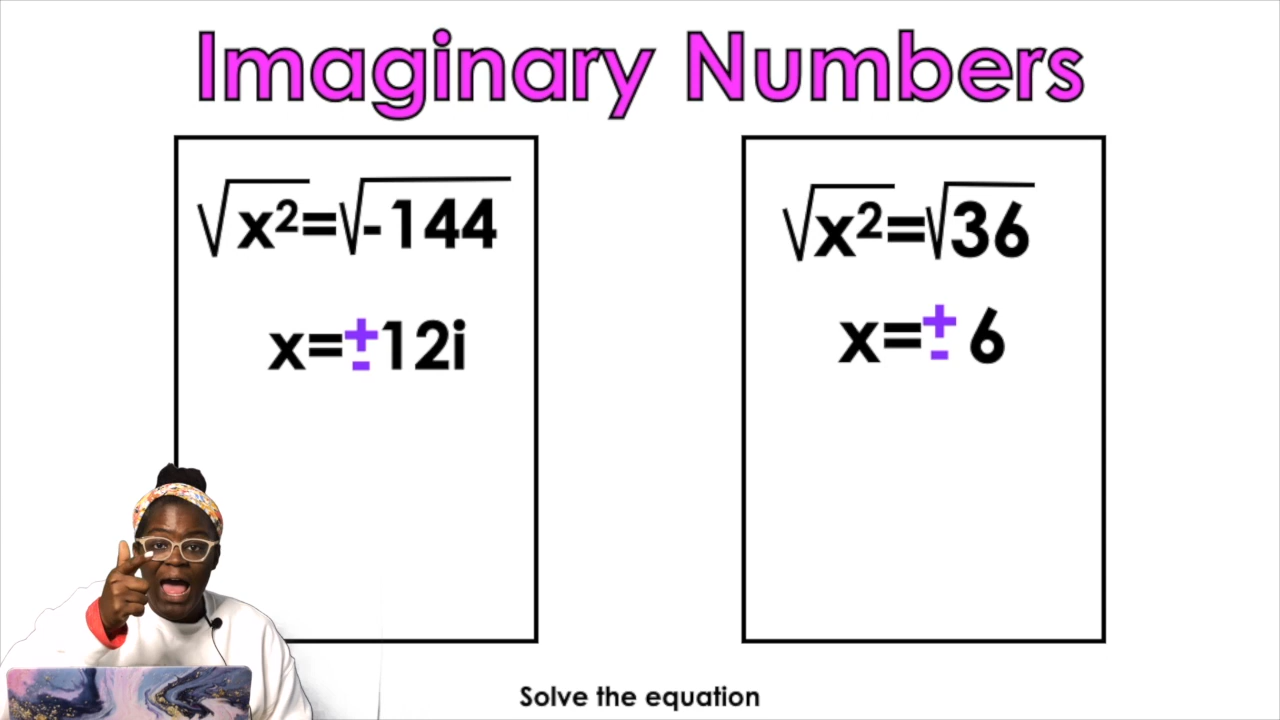 Imaginary Numbers
√x²=√-144
x=±12i
√x²=√36
x=± 6
Solve the equation